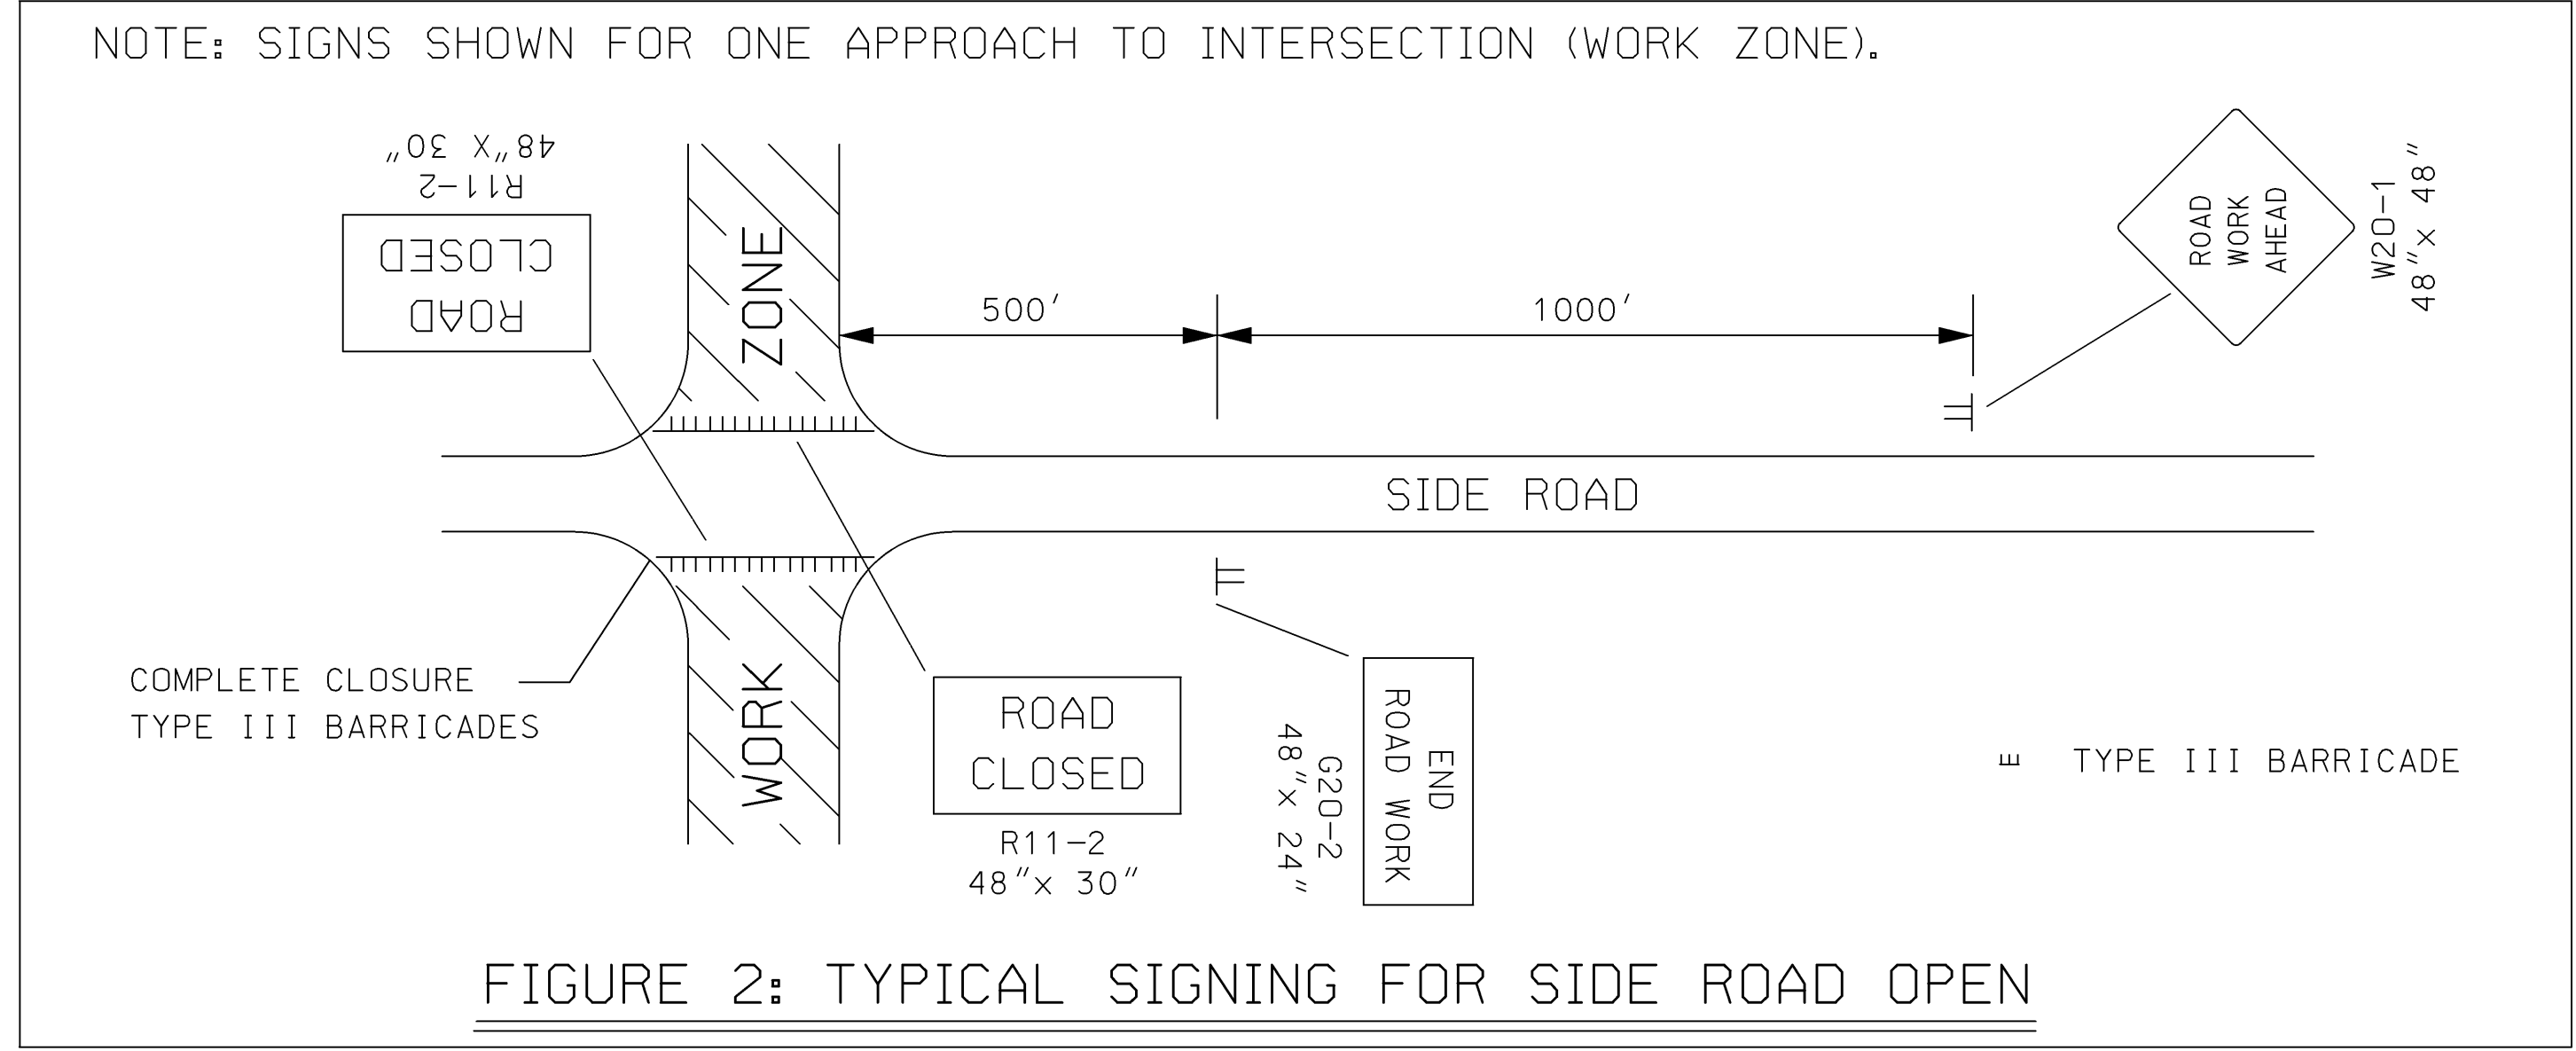 NOTE: SIGNS SHOWN FOR ONE APPROACH TO INTERSECTION (WORK ZONE).
48"X 30"
R11-2
ROAD
CLOSED
ZONE
500'
1000'
ROAD
WORK
AHEAD
W20-1
48"x 48"
SIDE ROAD
COMPLETE CLOSURE
TYPE III BARRICADES
WORK
ROAD
CLOSED
R11-2
48"x 30"
END
ROAD WORK
G20-2
48"x 24"
TYPE III BARRICADE
FIGURE 2: TYPICAL SIGNING FOR SIDE ROAD OPEN